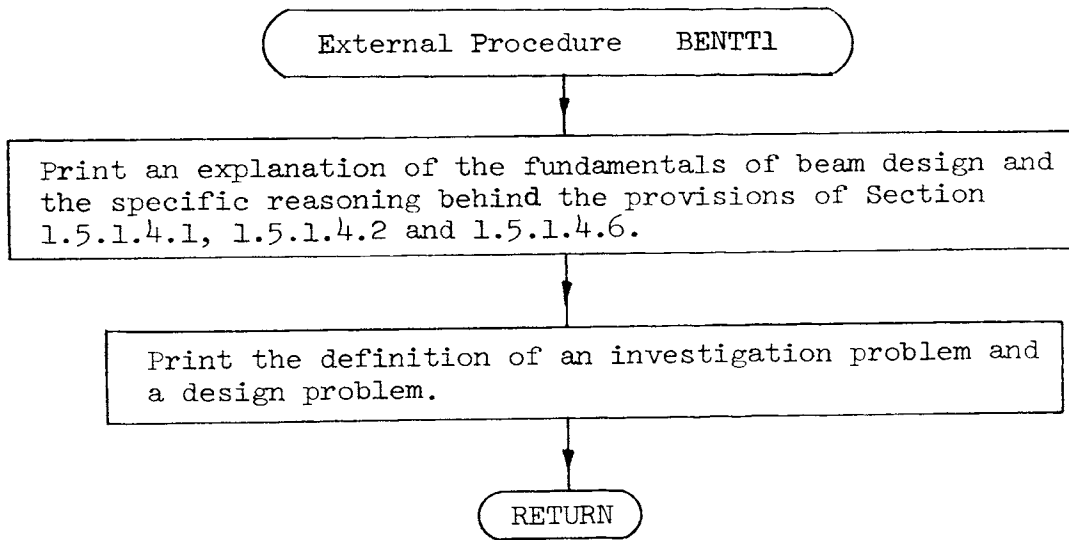 External Procedure BENTT1
Print an explanation of the fundamentals of beam design and
the specific reasoning behind the provisions of Section
1.5.1.4.1, 1.5.1.4.2 and 1.5.1.4.6.
Print the definition of an investigation problem and
a design problem.
RETURN